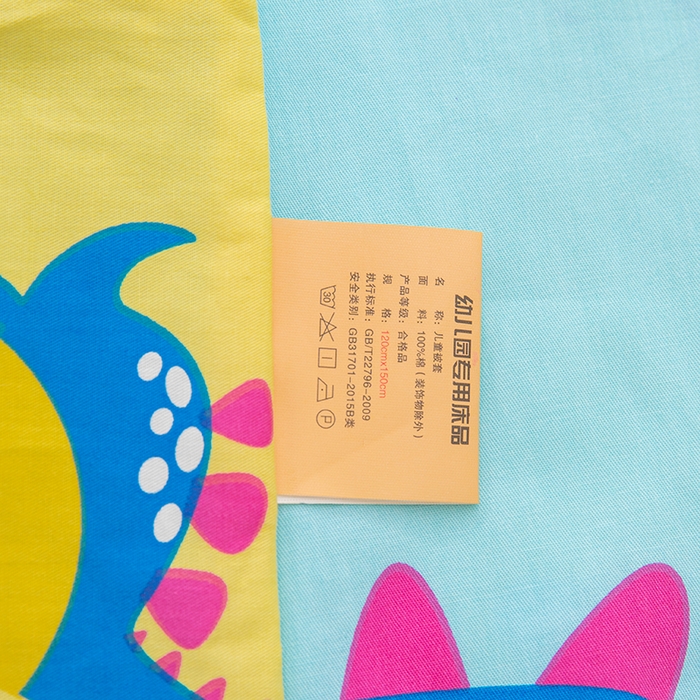 幼儿园专用床品
名 称：儿童被套
面 料：100%棉（装饰物除外）
产品等级：合格品
规 格：120cmx150cm
执行标准：GB/T22796-2009
安全类别：GB31701-2015B类
30
P